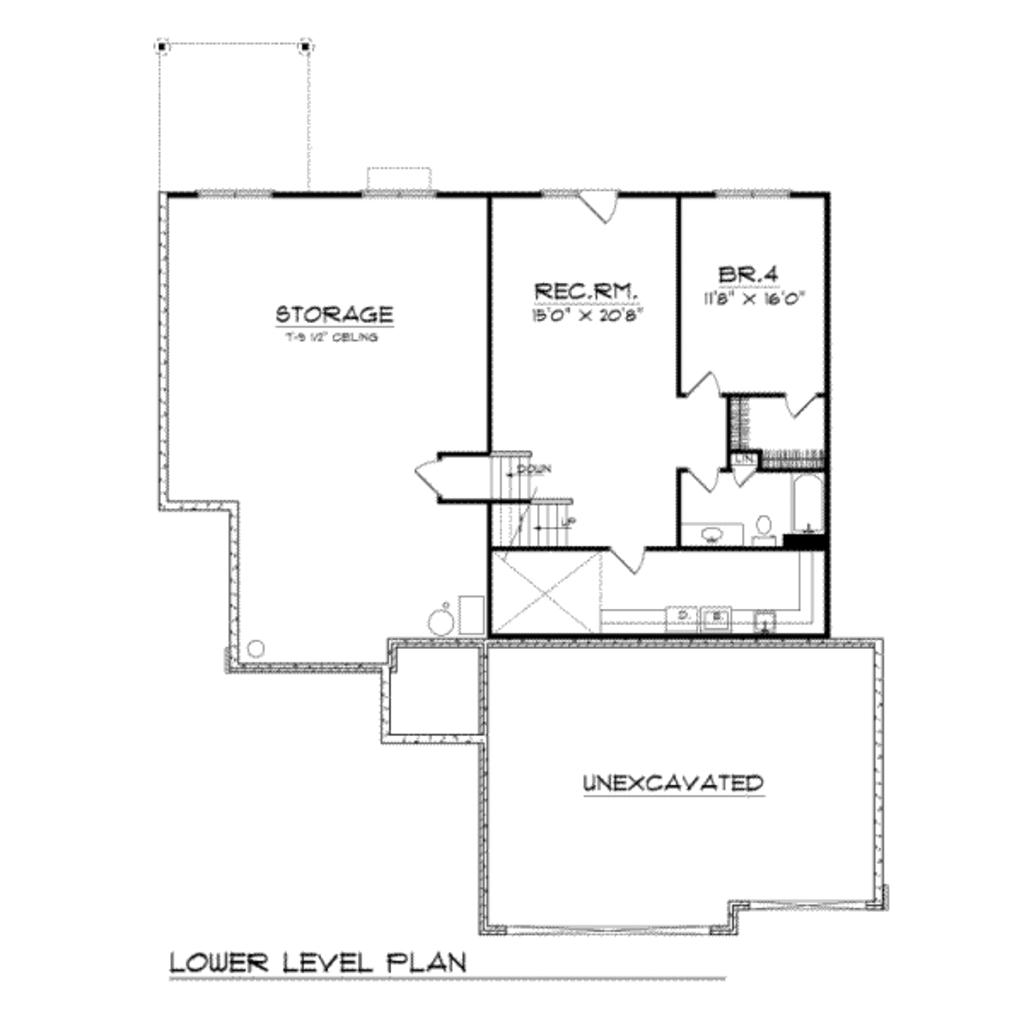 BR.4
11'8" X 16'0"
REC.RM.
15'0" X 20'8"
STORAGE
7'-9 1/2" CEILING
LIN.
DOWN
UP
D.
UNEXCAVATED
LOWER LEVEL PLAN